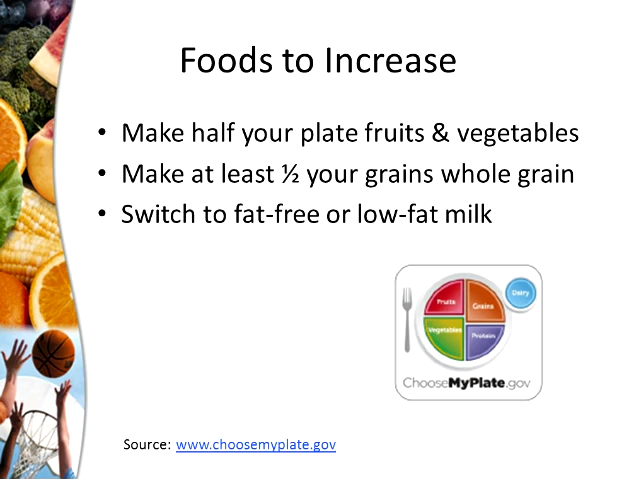 Foods to Increase
• Make half your plate fruits & vegetables
• Make at least ½ your grains whole grain
• Switch to fat-free or low-fat milk
Dairy
Fruits
Grains
Vegetables
Protein
ChooseMyPlate.gov
Source: www.choosemyplate.gov